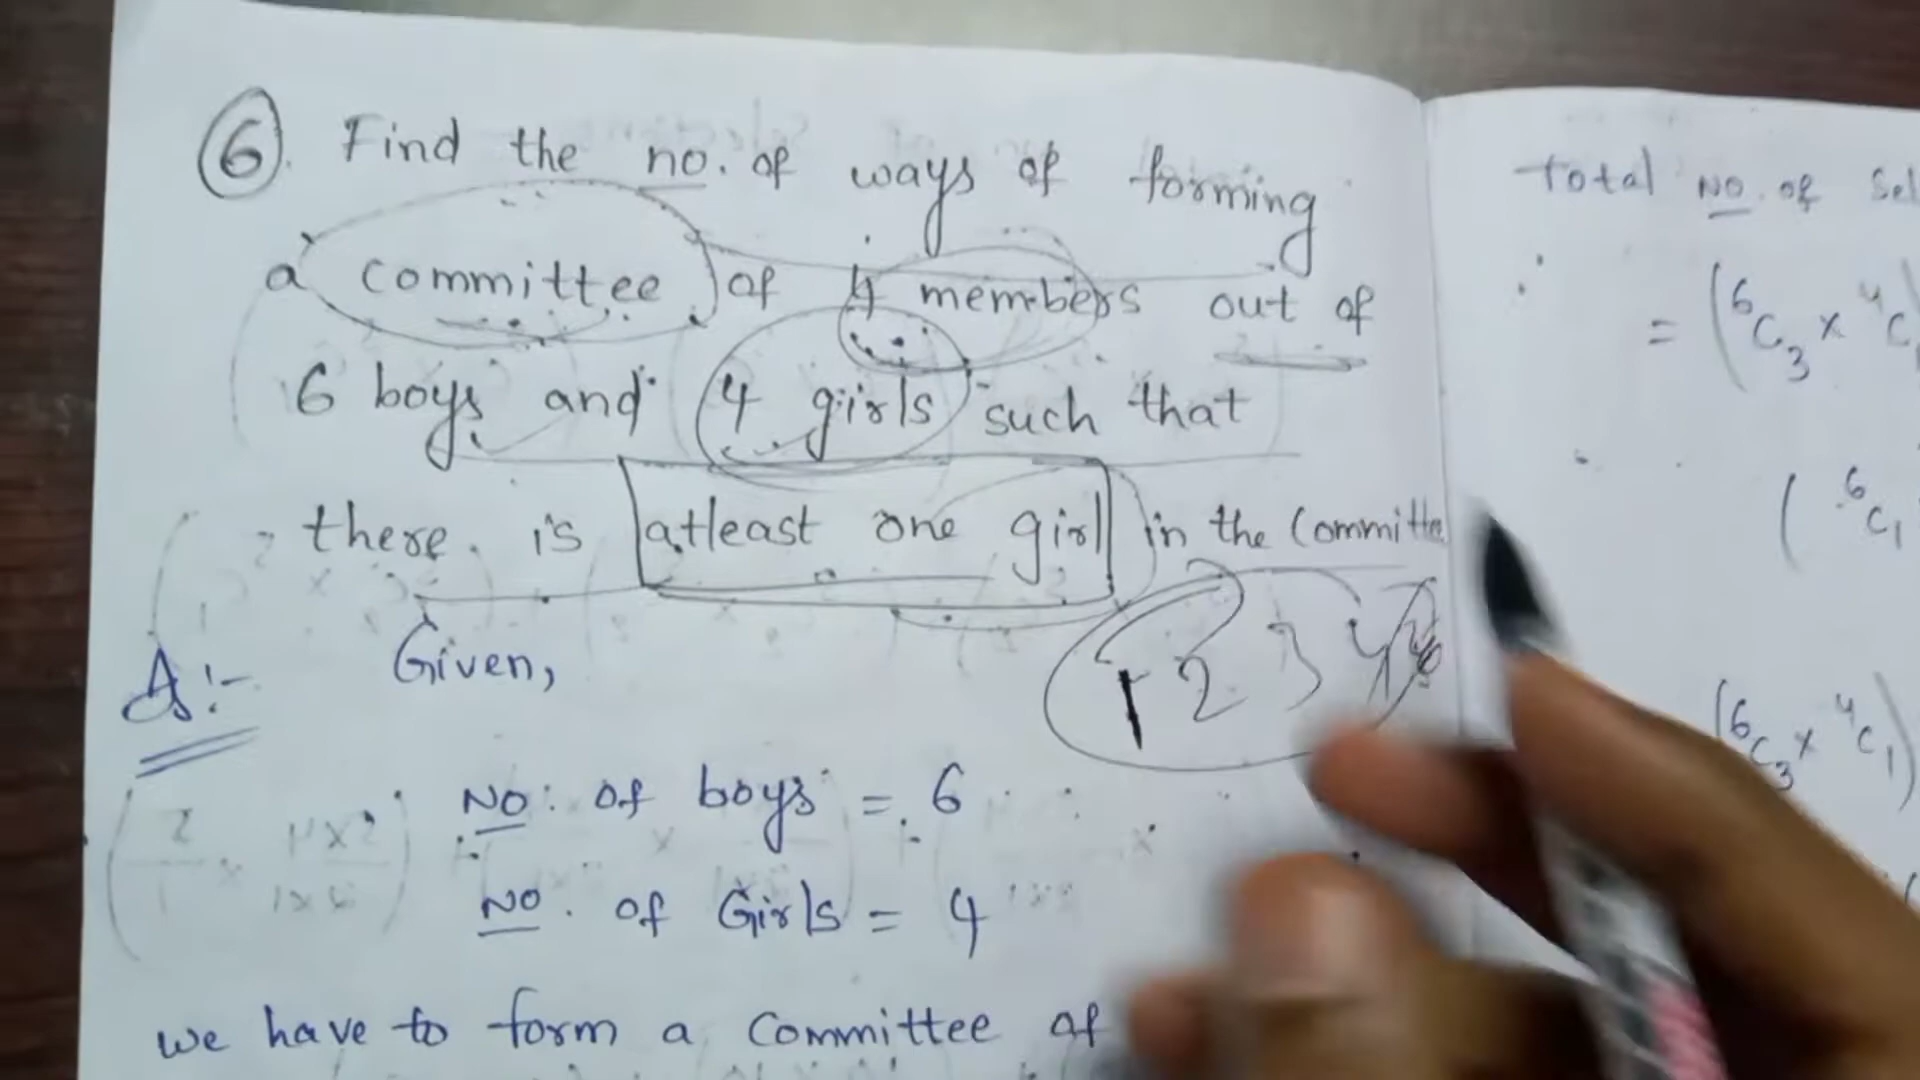 6. Find the no. of ways of forming
a committee of 4 members out of
6 boys and 4 girls such that
there is atleast one girl in the Committe
1 2 3 4
A:- Given,
No. of boys = 6
No. of Girls = 4
we have to form a Committee of
Total No. of Sel
= (⁶C₃ × ⁴C
( ⁶C₁
(⁶C₃ × ⁴C₁)